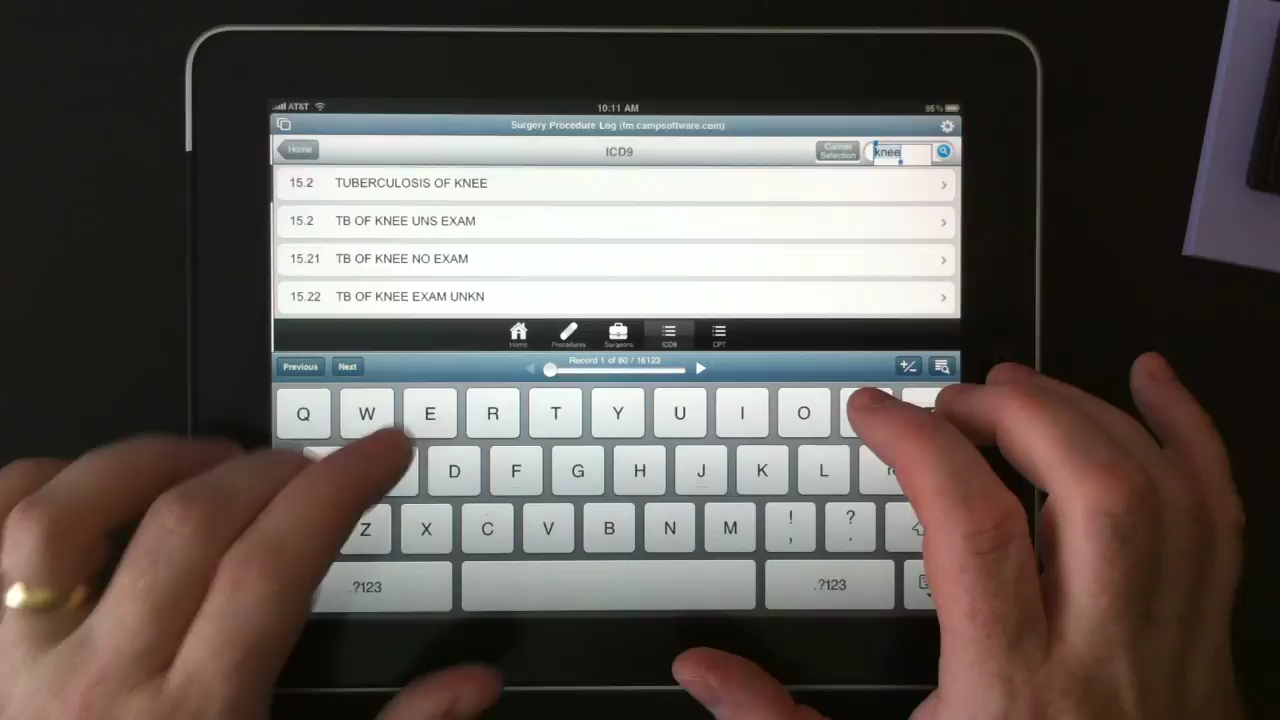 AT&T 10:11 AM 95%
Surgery Procedure Log (fm.campsoftware.com)
Home ICD9 Cancel Selection knee
15.2 TUBERCULOSIS OF KNEE
15.2 TB OF KNEE UNS EXAM
15.21 TB OF KNEE NO EXAM
15.22 TB OF KNEE EXAM UNKN
Home Procedures Surgeons ICD9 CPT
Previous Next Record 1 of 60 / 16123 +/-
Q W E R T Y U I O
D F G H J K L
Z X C V B N M ! , ? .
.?123 .?123